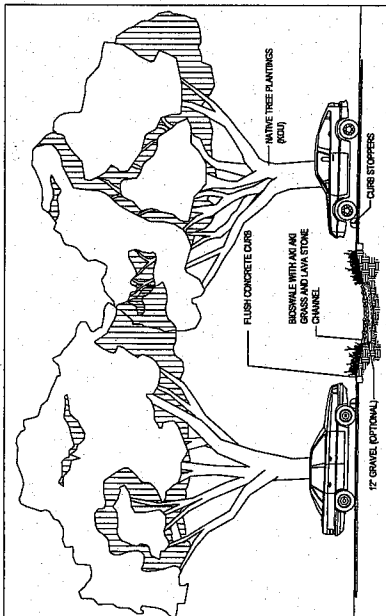 NATIVE TREE PLANTINGS
(KOU)
FLUSH CONCRETE CURB
BIOSWALE WITH AKI AKI
GRASS AND LAVA STONE
CHANNEL
CURB STOPPERS
12" GRAVEL (OPTIONAL)